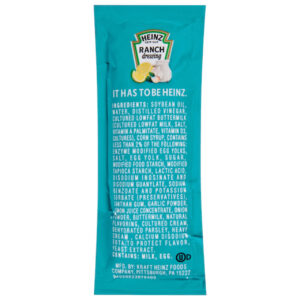 HEINZ
RANCH
dressing
IT HAS TO BE HEINZ.
INGREDIENTS: SOYBEAN OIL,
WATER, DISTILLED VINEGAR,
CULTURED LOWFAT BUTTERMILK
(CULTURED LOWFAT MILK, SALT,
VITAMIN A PALMITATE, VITAMIN D3,
CULTURES), CORN SYRUP, CONTAINS
LESS THAN 2% OF THE FOLLOWING:
ENZYME MODIFIED EGG YOLKS,
SALT, EGG YOLK, SUGAR,
MODIFIED FOOD STARCH, MODIFIED
TAPIOCA STARCH, LACTIC ACID,
DISODIUM INOSINATE AND
DISODIUM GUANYLATE, SODIUM
BENZOATE AND POTASSIUM
SORBATE (PRESERVATIVES),
XANTHAN GUM, GARLIC POWDER,
LEMON JUICE CONCENTRATE, ONION
POWDER, BUTTERMILK, NATURAL
FLAVORING, CULTURED CREAM,
DEHYDRATED PARSLEY, HEAVY
CREAM, CALCIUM DISODIUM
EDTA TO PROTECT FLAVOR,
YEAST EXTRACT.
CONTAINS: MILK, EGG.
MFG. BY: KRAFT HEINZ FOODS
COMPANY, PITTSBURGH, PA 15222